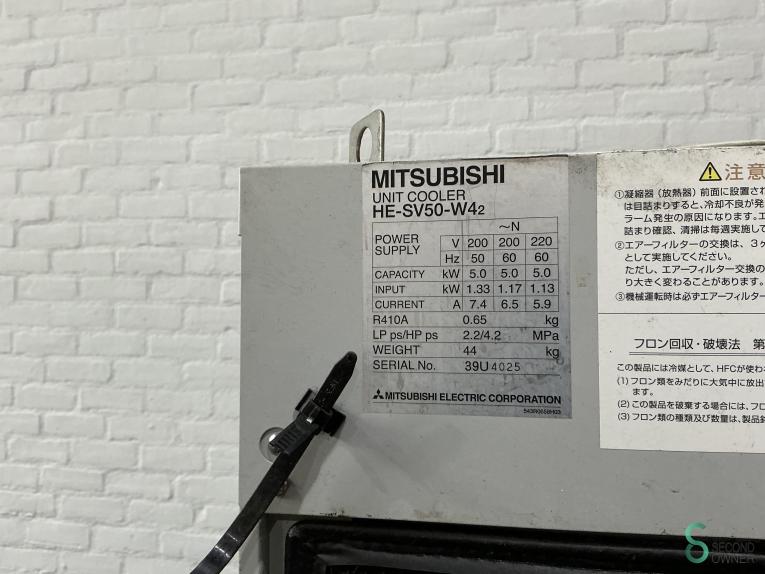 MITSUBISHI
UNIT COOLER
HE-SV50-W42
POWER SUPPLY ~N
V 200 200 220
Hz 50 60 60
CAPACITY kW 5.0 5.0 5.0
INPUT kW 1.33 1.17 1.13
CURRENT A 7.4 6.5 5.9
R410A 0.65 kg
LP ps/HP ps 2.2/4.2 MPa
WEIGHT 44 kg
SERIAL No. 39U4025
MITSUBISHI ELECTRIC CORPORATION
⚠注意
①凝縮器（放熱器）前面に設置され
は目詰まりすると、冷却不良が発
ラーム発生の原因になります。エ
詰まり確認、清掃は毎週実施して
②エアーフィルターの交換は、3ヶ
として実施してください。
ただし、エアーフィルター交換の
り大きく変わることがあります。
③機械運転時は必ずエアーフィルター
フロン回収・破壊法 第
この製品には冷媒として、HFCが使わ
(1)フロン類をみだりに大気中に放出
ます。
(2)この製品を破棄する場合には、フロ
(3)フロン類の種類及び数量は、製品銘
SECOND
OWNER